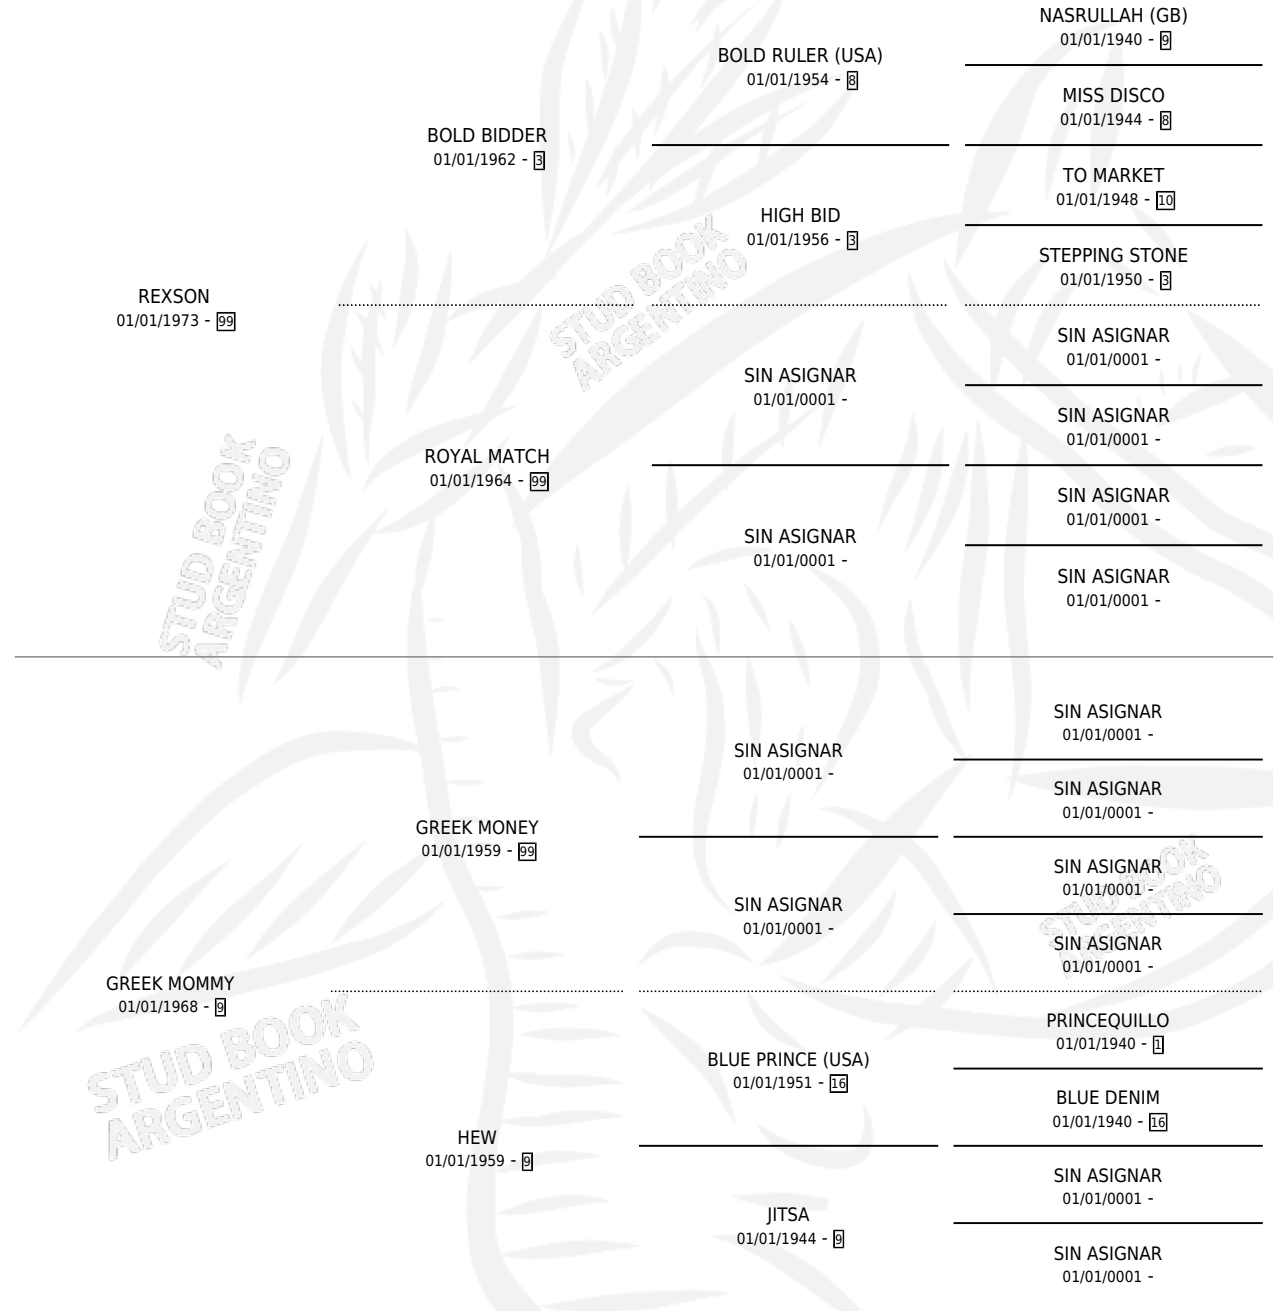 NASRULLAH (GB)
01/01/1940 - 9
BOLD RULER (USA)
01/01/1954 - 8
MISS DISCO
01/01/1944 - 8
BOLD BIDDER
01/01/1962 - 3
TO MARKET
01/01/1948 - 10
HIGH BID
01/01/1956 - 3
STEPPING STONE
01/01/1950 - 3
REXSON
01/01/1973 - 99
SIN ASIGNAR
01/01/0001 -
SIN ASIGNAR
01/01/0001 -
SIN ASIGNAR
01/01/0001 -
ROYAL MATCH
01/01/1964 - 99
SIN ASIGNAR
01/01/0001 -
SIN ASIGNAR
01/01/0001 -
SIN ASIGNAR
01/01/0001 -
STUD BOOK
ARGENTINO
STUD BOOK
ARGENTINO
SIN ASIGNAR
01/01/0001 -
SIN ASIGNAR
01/01/0001 -
SIN ASIGNAR
01/01/0001 -
GREEK MONEY
01/01/1959 - 99
SIN ASIGNAR
01/01/0001 -
SIN ASIGNAR
01/01/0001 -
SIN ASIGNAR
01/01/0001 -
STUD BOOK
ARGENTINO
GREEK MOMMY
01/01/1968 - 9
STUD BOOK
ARGENTINO
PRINCEQUILLO
01/01/1940 - 1
BLUE PRINCE (USA)
01/01/1951 - 16
BLUE DENIM
01/01/1940 - 16
HEW
01/01/1959 - 9
SIN ASIGNAR
01/01/0001 -
JITSA
01/01/1944 - 9
SIN ASIGNAR
01/01/0001 -